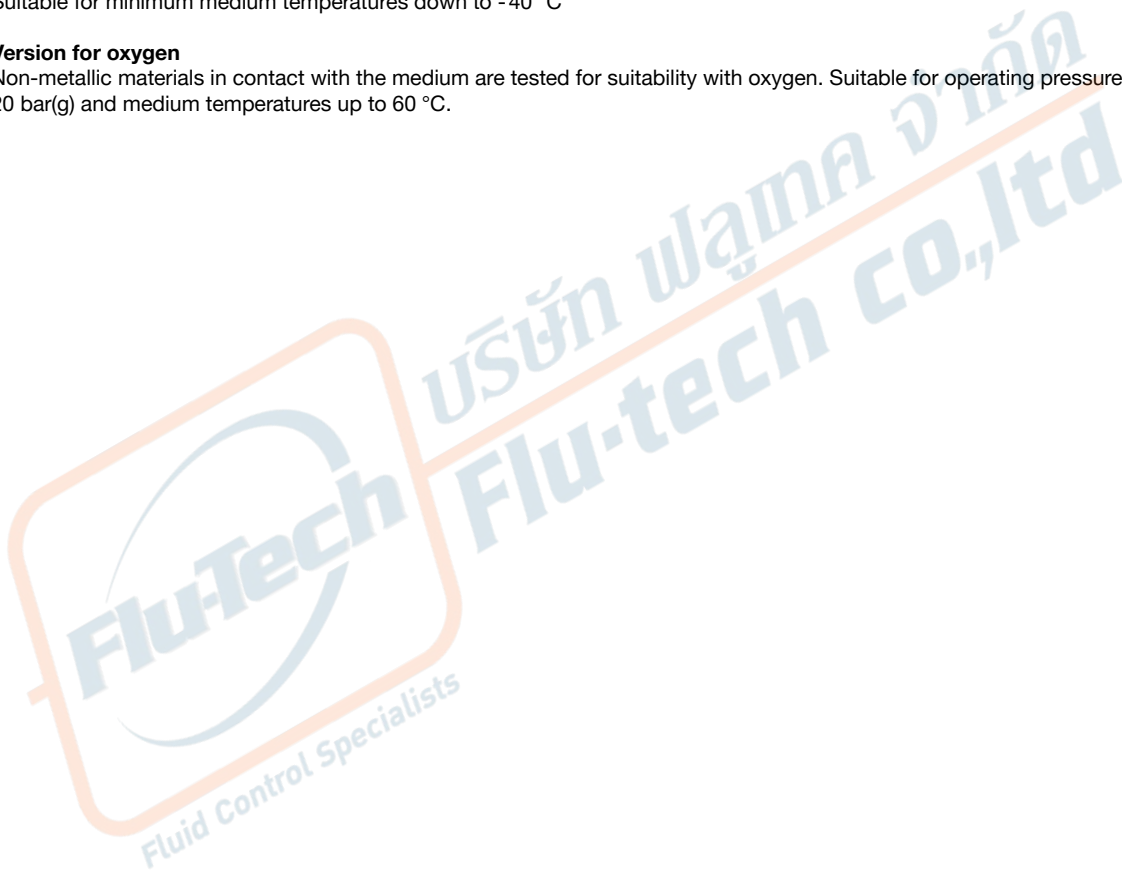 Suitable for minimum medium temperatures down to -40 °C
Version for oxygen
Non-metallic materials in contact with the medium are tested for suitability with oxygen. Suitable for operating pressure
20 bar(g) and medium temperatures up to 60 °C.
บริษัท ฟลูเทค จำกัด
Flu-tech co.,ltd
Flu-Tech
Fluid Control Specialists